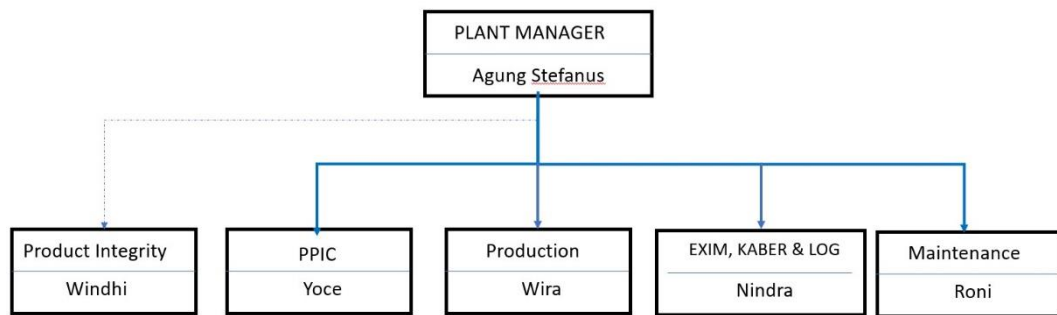 PLANT MANAGER
Agung Stefanus
Product Integrity
Windhi
PPIC
Yoce
Production
Wira
EXIM, KABER & LOG
Nindra
Maintenance
Roni